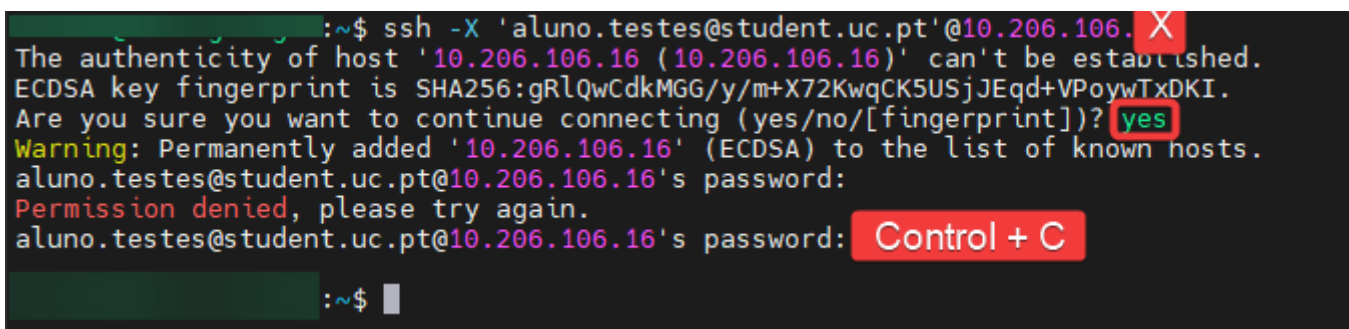 :~$ ssh -X 'aluno.testes@student.uc.pt'@10.206.106. X
The authenticity of host '10.206.106.16 (10.206.106.16)' can't be established.
ECDSA key fingerprint is SHA256:gRlQwCdkMGG/y/m+X72KwqCK5USjJEqd+VPoywTxDKI.
Are you sure you want to continue connecting (yes/no/[fingerprint])? yes
Warning: Permanently added '10.206.106.16' (ECDSA) to the list of known hosts.
aluno.testes@student.uc.pt@10.206.106.16's password:
Permission denied, please try again.
aluno.testes@student.uc.pt@10.206.106.16's password: Control + C
:~$